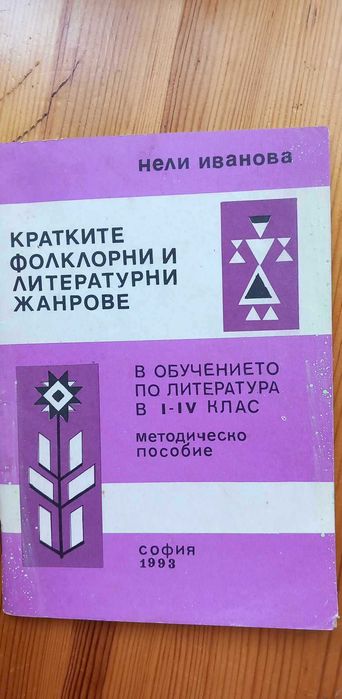 нели иванова
КРАТКИТЕ
ФОЛКЛОРНИ И
ЛИТЕРАТУРНИ
ЖАНРОВЕ
В ОБУЧЕНИЕТО
ПО ЛИТЕРАТУРА
В I-IV КЛАС
методическо
пособие
софия
1993